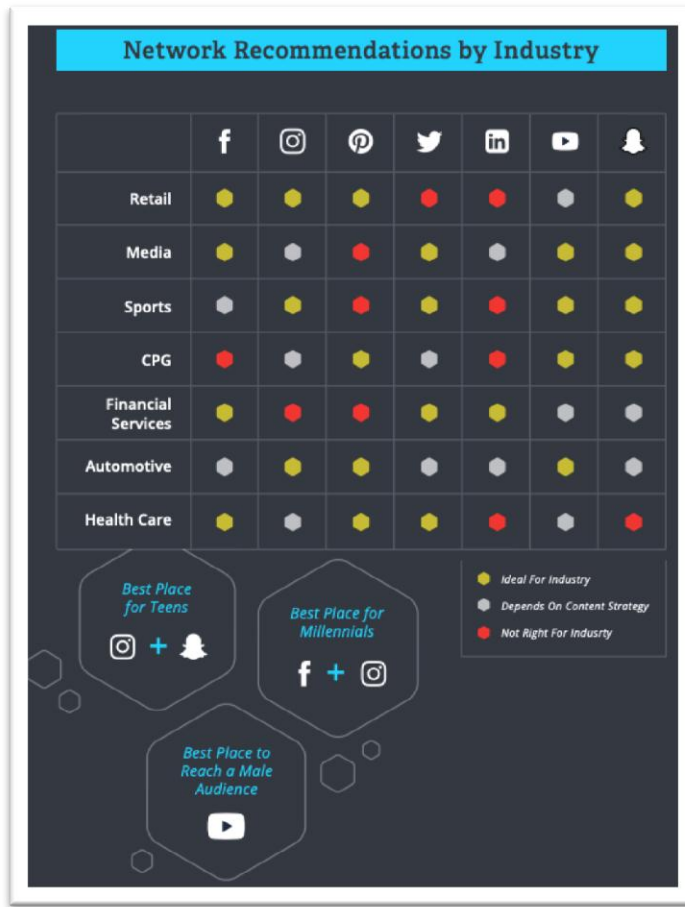 Network Recommendations by Industry
Retail
Media
Sports
CPG
Financial
Services
Automotive
Health Care
Best Place
for Teens
+
Best Place for
Millennials
+
Best Place to
Reach a Male
Audience
Ideal For Industry
Depends On Content Strategy
Not Right For Indusrty